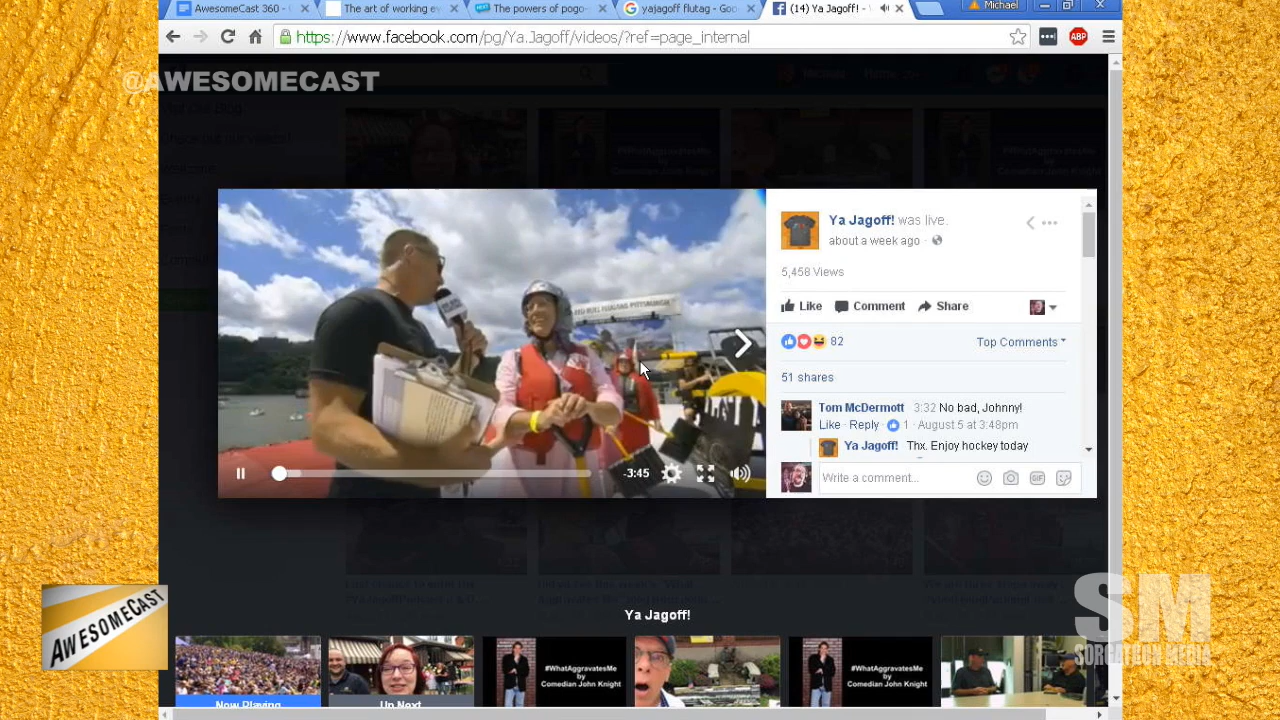 AwesomeCast 360 -
The art of working ev
NEXT The powers of pogo-
yajagoff flutag - Goo
(14) Ya Jagoff! -
Michael
https://www.facebook.com/pg/Ya.Jagoff/videos/?ref=page_internal
ABP
@AWESOMECAST
Ya Jagoff! was live.
about a week ago
5,458 Views
Like Comment Share
82 Top Comments
51 shares
Tom McDermott 3:32 No bad, Johnny!
Like · Reply · 1 · August 5 at 3:48pm
Ya Jagoff! Thx. Enjoy hockey today
Write a comment...
GIF
-3:45
Ya Jagoff!
AWESOMECAST
SM
SORGATRON MEDIA
#WhatAggravatesMe
by
Comedian John Knight
#WhatAggravatesMe
by
Comedian John Knight
Now Playing
Up Next